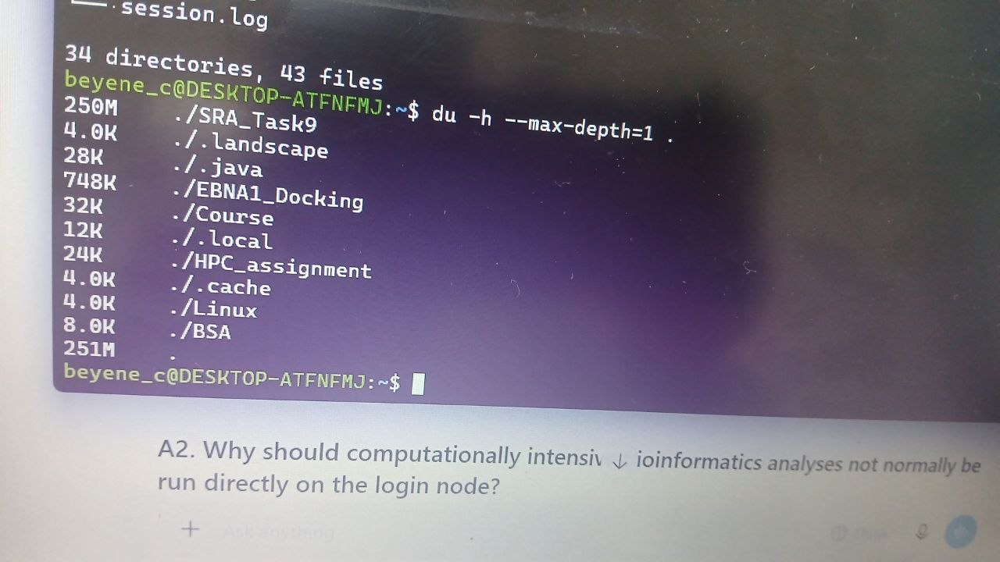 session.log
34 directories, 43 files
beyene_c@DESKTOP-ATFNFMJ:~$ du -h --max-depth=1 .
250M ./SRA_Task9
4.0K ./.landscape
28K ./.java
748K ./EBNA1_Docking
32K ./Course
12K ./.local
24K ./HPC_assignment
4.0K ./.cache
4.0K ./Linux
8.0K ./BSA
251M .
beyene_c@DESKTOP-ATFNFMJ:~$
A2. Why should computationally intensiv ↓ ioinformatics analyses not normally be
run directly on the login node?
+ Ask anything Think